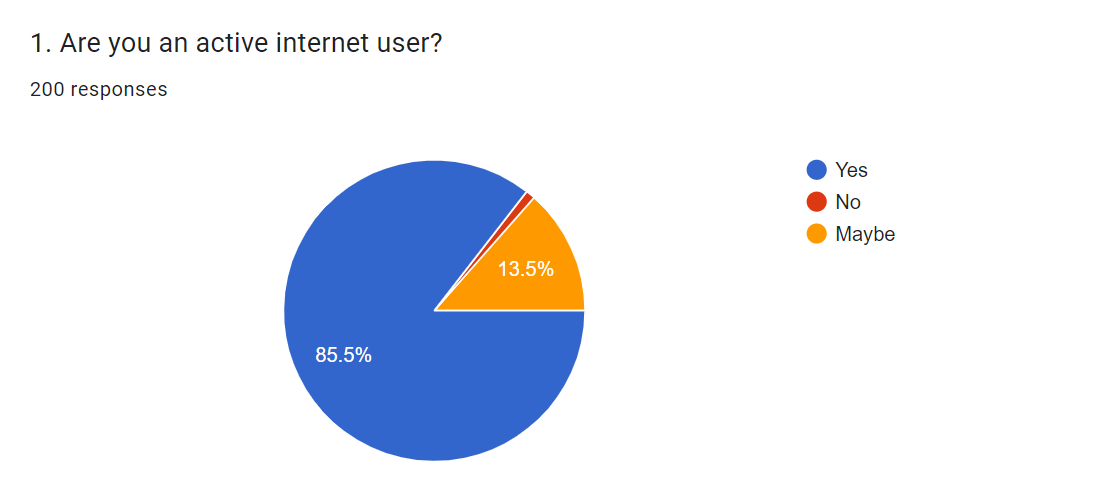 1. Are you an active internet user?
200 responses
Yes
No
Maybe
13.5%
85.5%